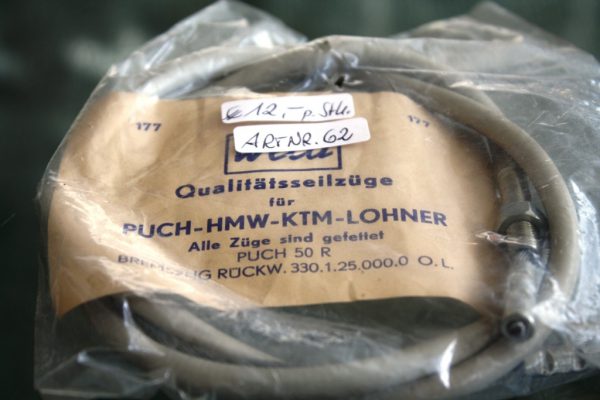 € 12,- p. Stk.
177
177
ART NR. 62
Qualitätsseilzüge
für
PUCH-HMW-KTM-LOHNER
Alle Züge sind gefettet
PUCH 50 R
BREMSZUG RÜCKW. 330.1.25,000.0 O. L.